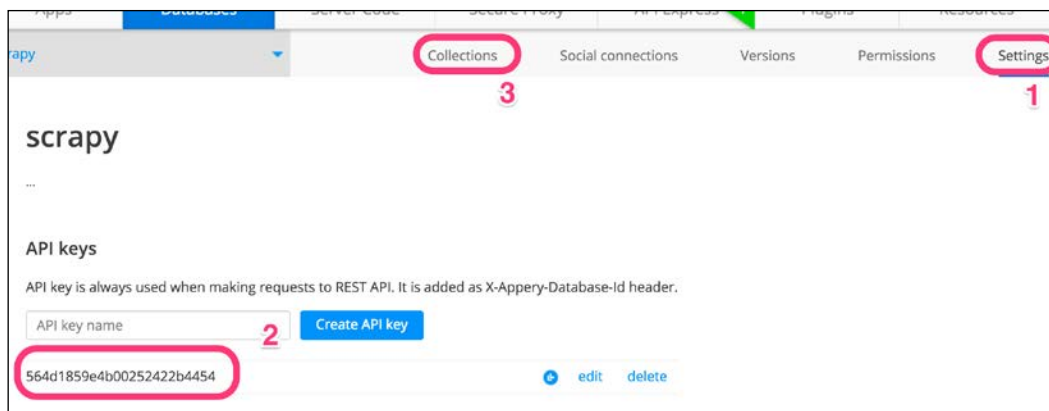 Apps Databases Server Code Secure Proxy API Express Plugins Resources
rapy Collections Social connections Versions Permissions Settings
3 1
scrapy
...
API keys
API key is always used when making requests to REST API. It is added as X-Appery-Database-Id header.
API key name 2 Create API key
564d1859e4b00252422b4454 edit delete